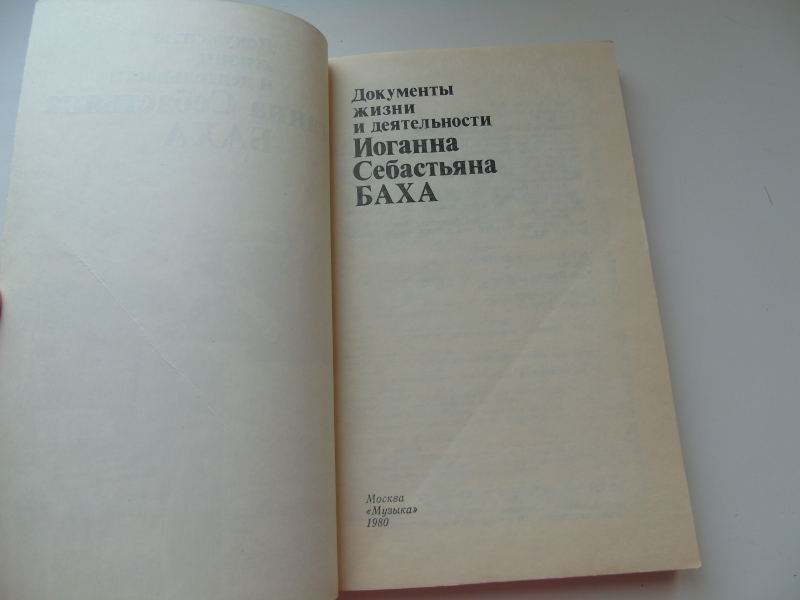 Документы
жизни
и деятельности
Иоганна
Себастьяна
БАХА
Москва
«Музыка»
1980